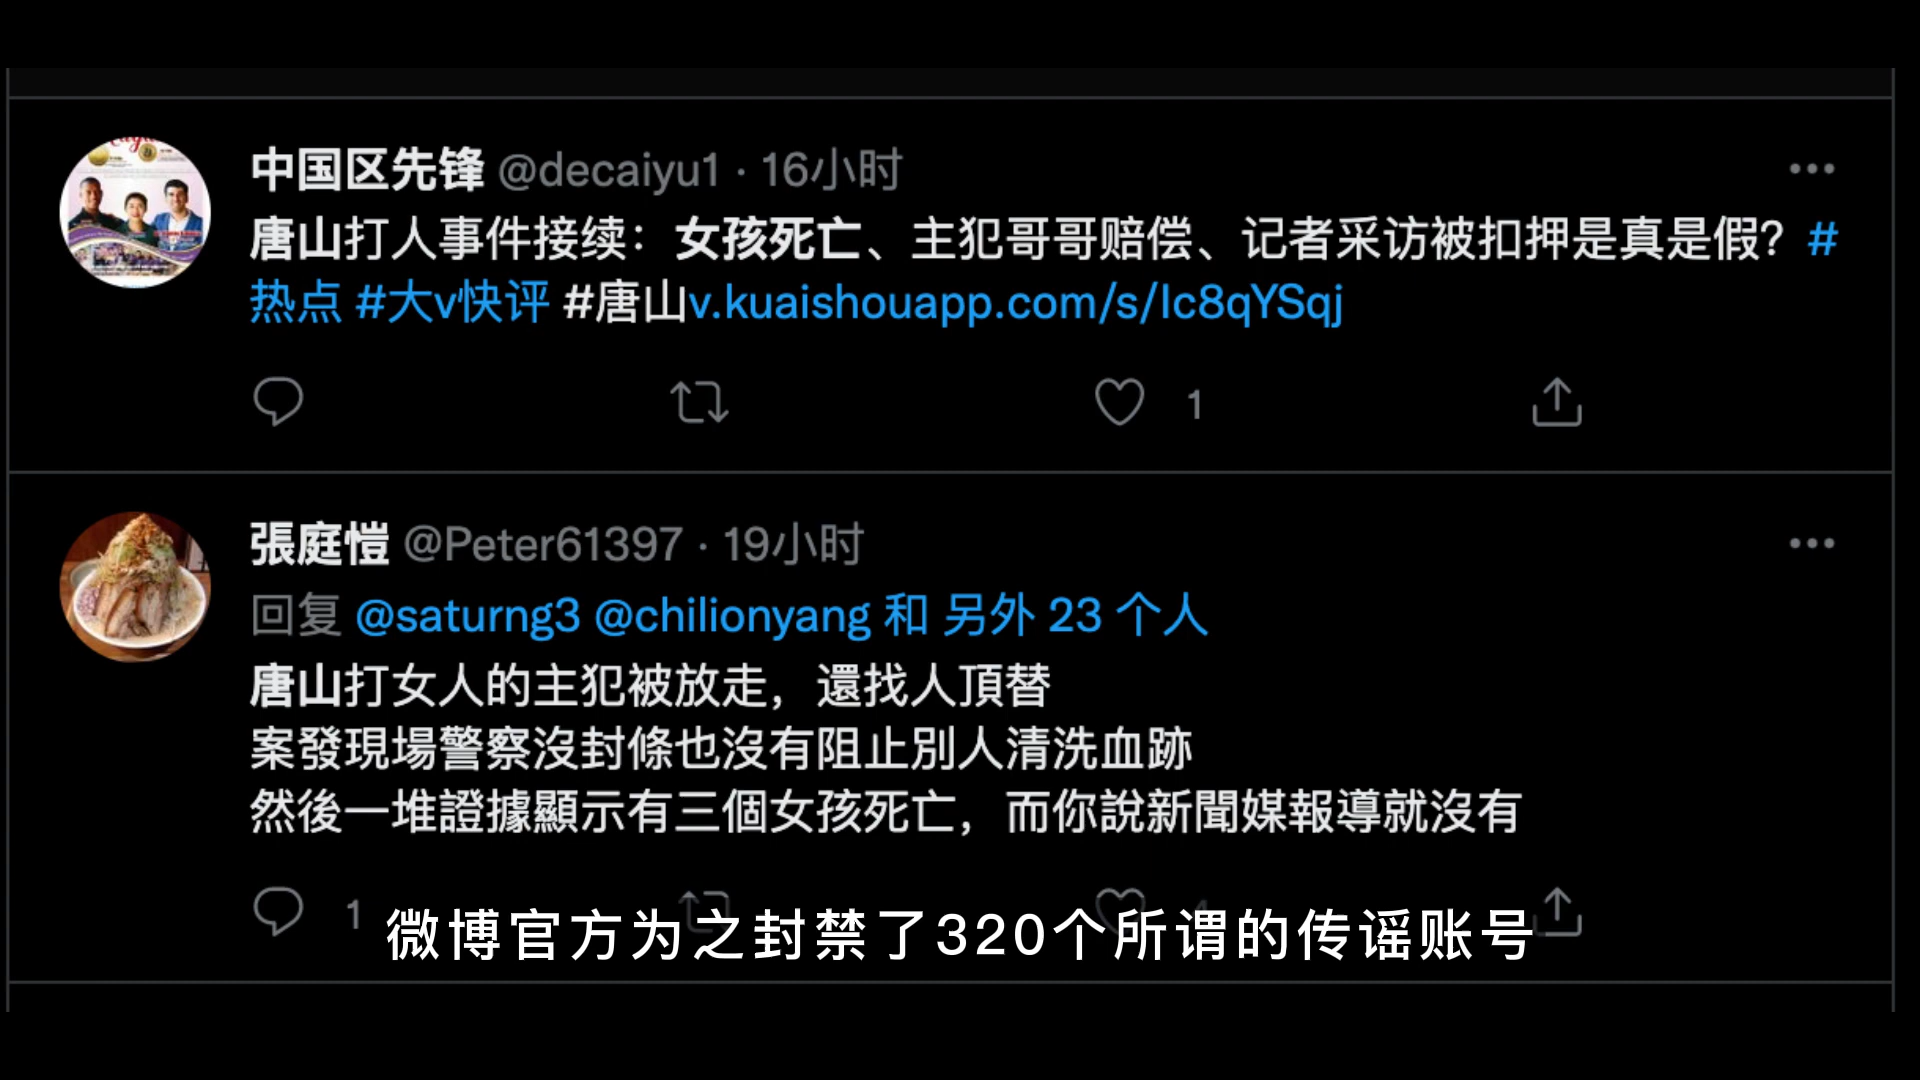 中国区先锋 @decaiyu1 · 16小时
唐山打人事件接续：女孩死亡、主犯哥哥赔偿、记者采访被扣押是真是假？#
热点 #大v快评 #唐山v.kuaishouapp.com/s/Ic8qYSqj
1
張庭愷 @Peter61397 · 19小时
回复 @saturng3 @chilionyang 和 另外 23 个人
唐山打女人的主犯被放走，還找人頂替
案發現場警察沒封條也沒有阻止別人清洗血跡
然後一堆證據顯示有三個女孩死亡，而你說新聞媒報導就沒有
1
微博官方为之封禁了320个所谓的传谣账号